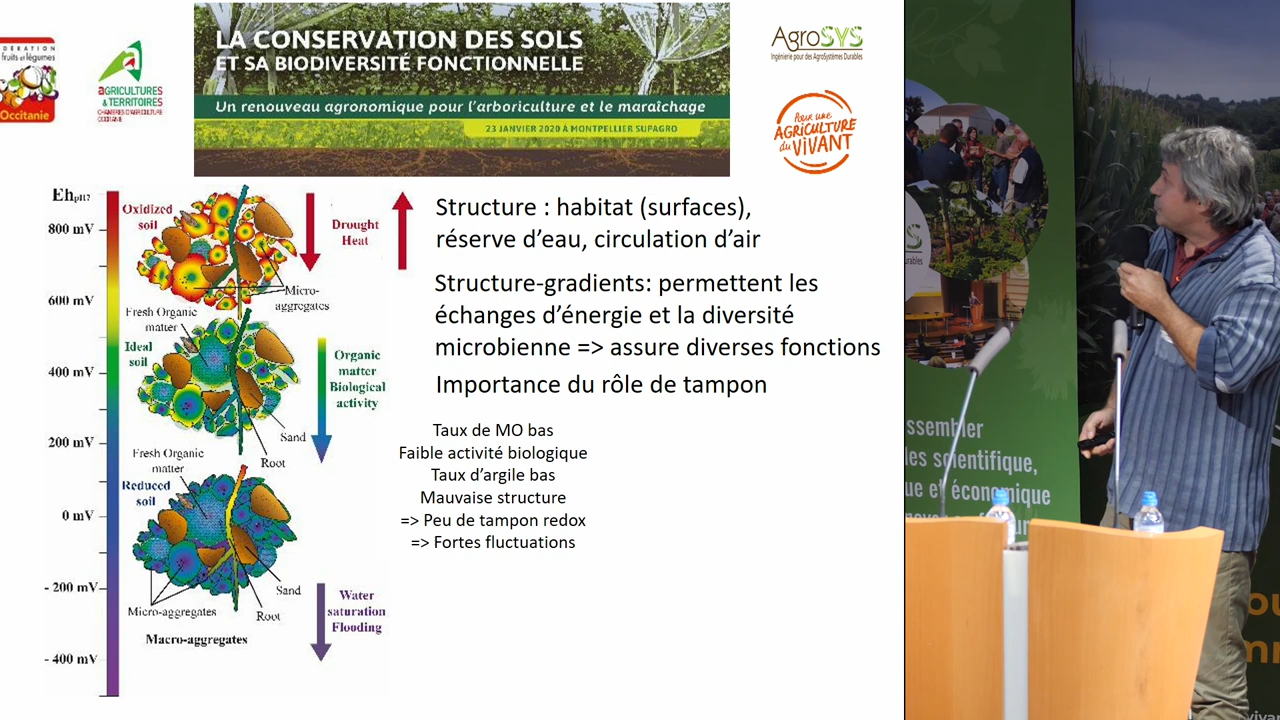 LA CONSERVATION DES SOLS
ET SA BIODIVERSITÉ FONCTIONNELLE
Un renouveau agronomique pour l'arboriculture et le maraîchage
23 JANVIER 2020 À MONTPELLIER SUPAGRO
fruits et légumes
Occitanie
AGRICULTURES
& TERRITOIRES
CHAMBRES D'AGRICULTURE
OCCITANIE
AgroSYS
Ingénierie pour des AgroSystèmes Durables
Pour une
AGRICULTURE
du VIVANT
Eh pH7
800 mV
600 mV
400 mV
200 mV
0 mV
- 200 mV
- 400 mV
Oxidized
soil
Drought
Heat
Micro-
aggregates
Fresh Organic
matter
Ideal
soil
Organic
matter
Biological
activity
Sand
Root
Fresh Organic
matter
Reduced
soil
Sand
Root
Micro-aggregates
Macro-aggregates
Water
saturation
Flooding
Structure : habitat (surfaces),
réserve d'eau, circulation d'air
Structure-gradients: permettent les
échanges d'énergie et la diversité
microbienne => assure diverses fonctions
Importance du rôle de tampon
Taux de MO bas
Faible activité biologique
Taux d'argile bas
Mauvaise structure
=> Peu de tampon redox
=> Fortes fluctuations
ssembler
les scientifique,
ue et économique